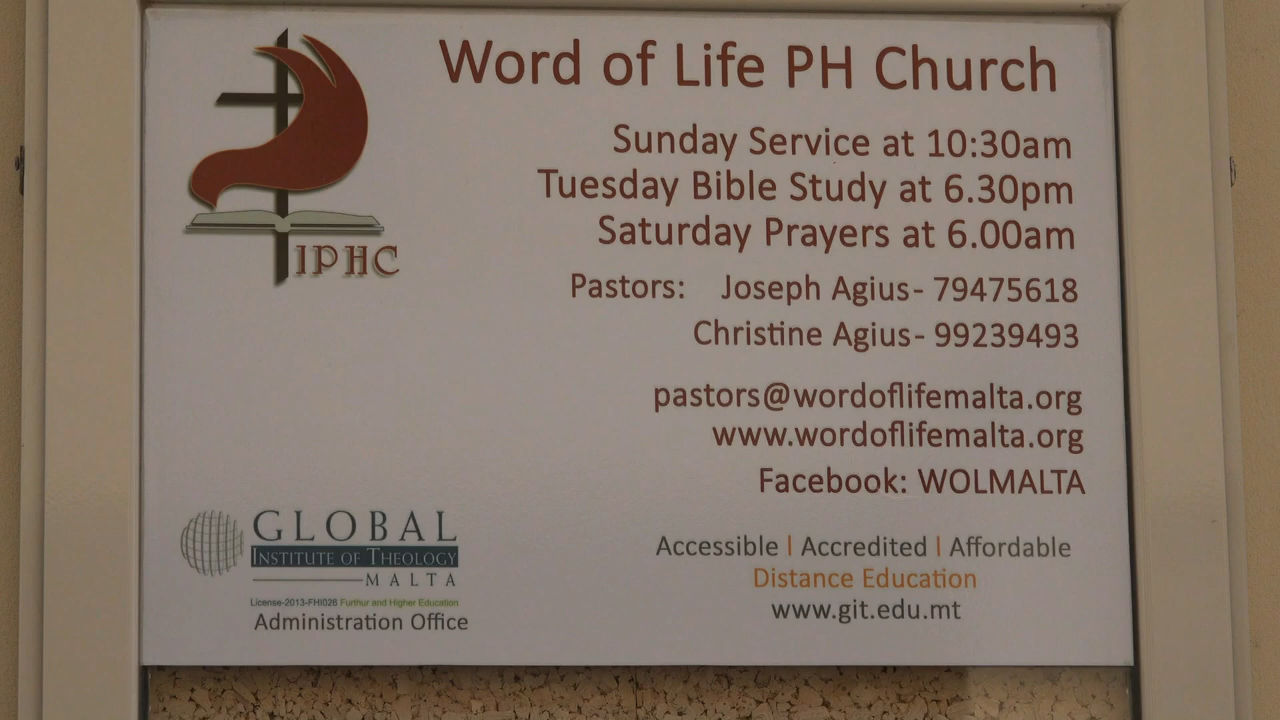 Word of Life PH Church
Sunday Service at 10:30am
Tuesday Bible Study at 6.30pm
Saturday Prayers at 6.00am
IPHC
Pastors: Joseph Agius- 79475618
Christine Agius- 99239493
pastors@wordoflifemalta.org
www.wordoflifemalta.org
Facebook: WOLMALTA
GLOBAL
INSTITUTE OF THEOLOGY
MALTA
License-2013-FHI026 Furthur and Higher Education
Administration Office
Accessible | Accredited | Affordable
Distance Education
www.git.edu.mt